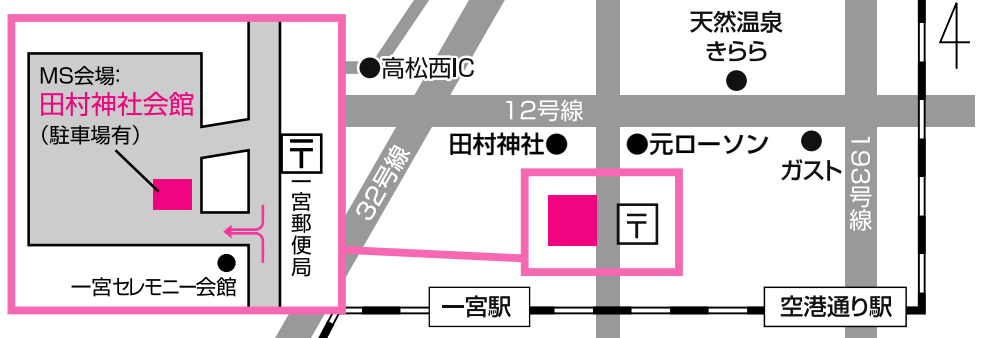 MS会場:
田村神社会館
（駐車場有）
〒
一宮郵便局
一宮セレモニー会館
高松西IC
天然温泉
きらら
12号線
田村神社
元ローソン
ガスト
32号線
193号線
〒
一宮駅
空港通り駅
4